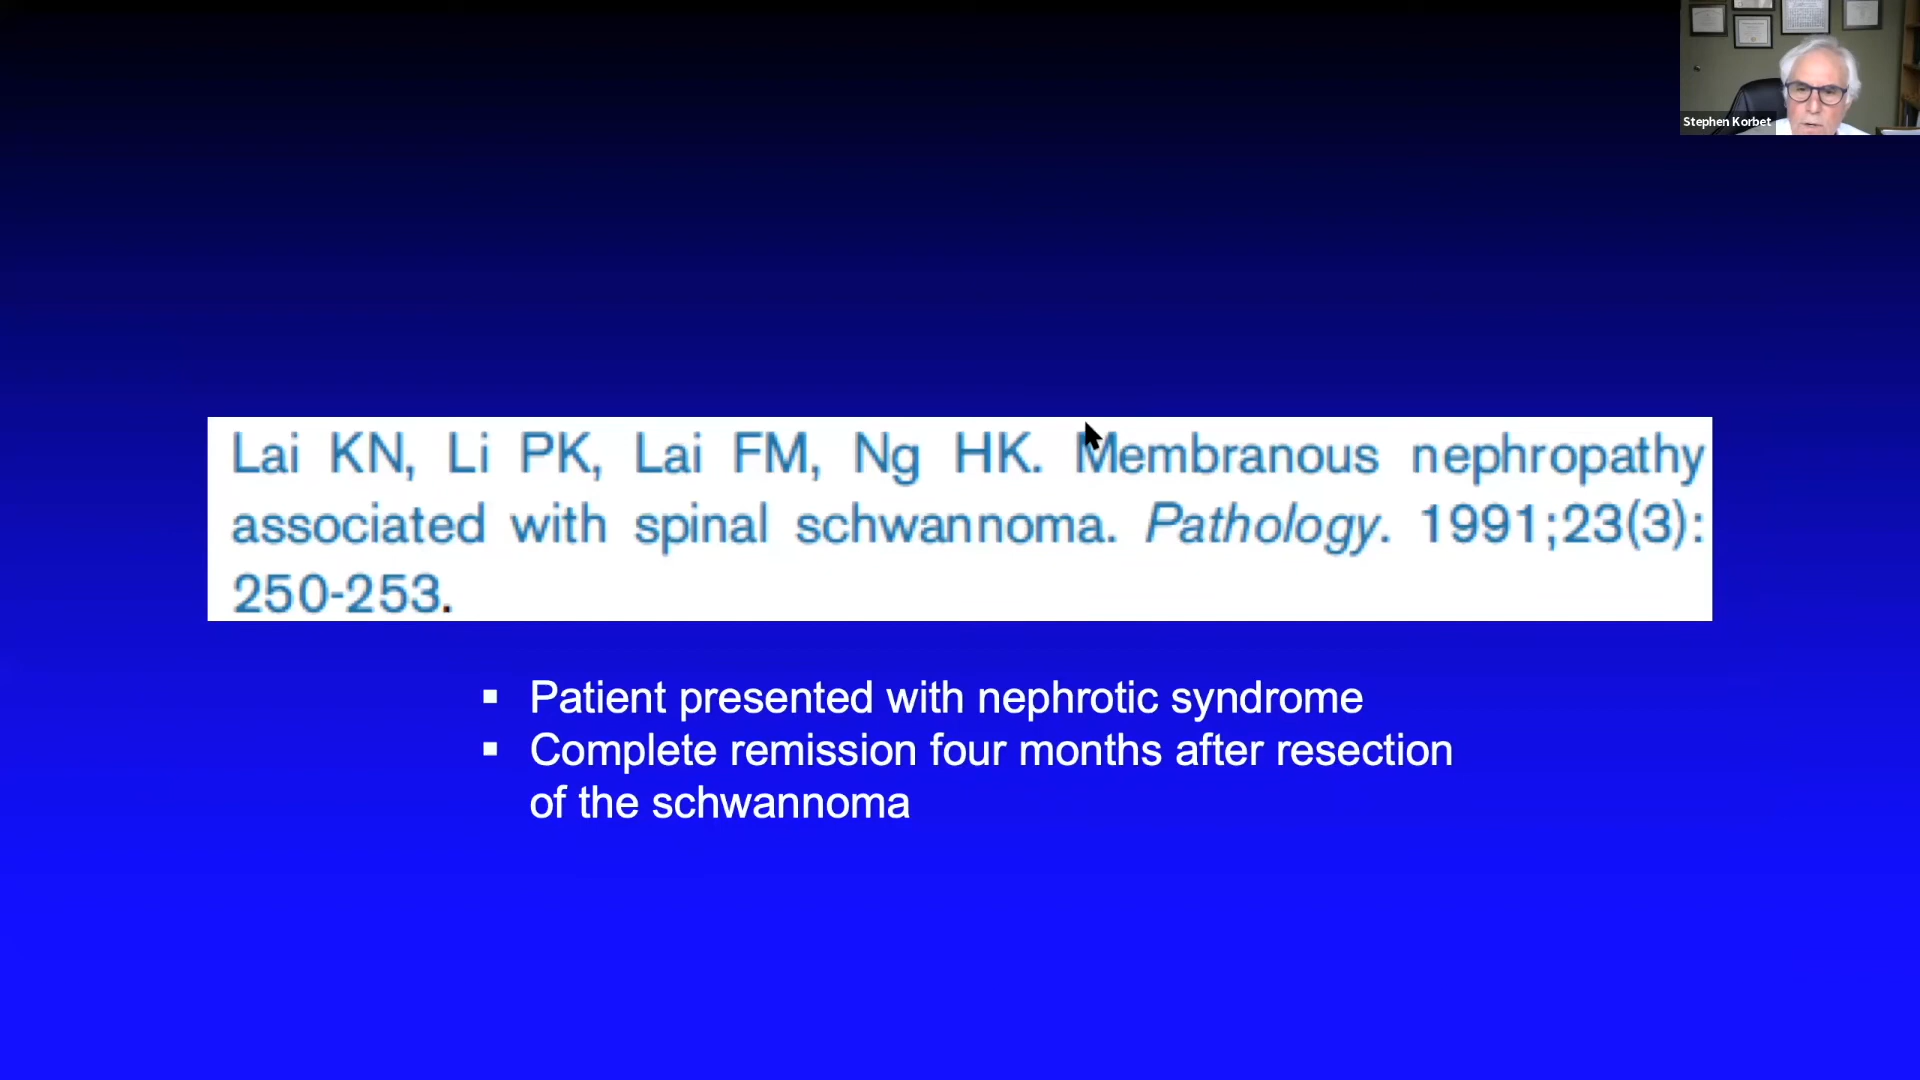 Stephen Korbet
Lai KN, Li PK, Lai FM, Ng HK. Membranous nephropathy
associated with spinal schwannoma. Pathology. 1991;23(3):
250-253.
▪ Patient presented with nephrotic syndrome
▪ Complete remission four months after resection
of the schwannoma